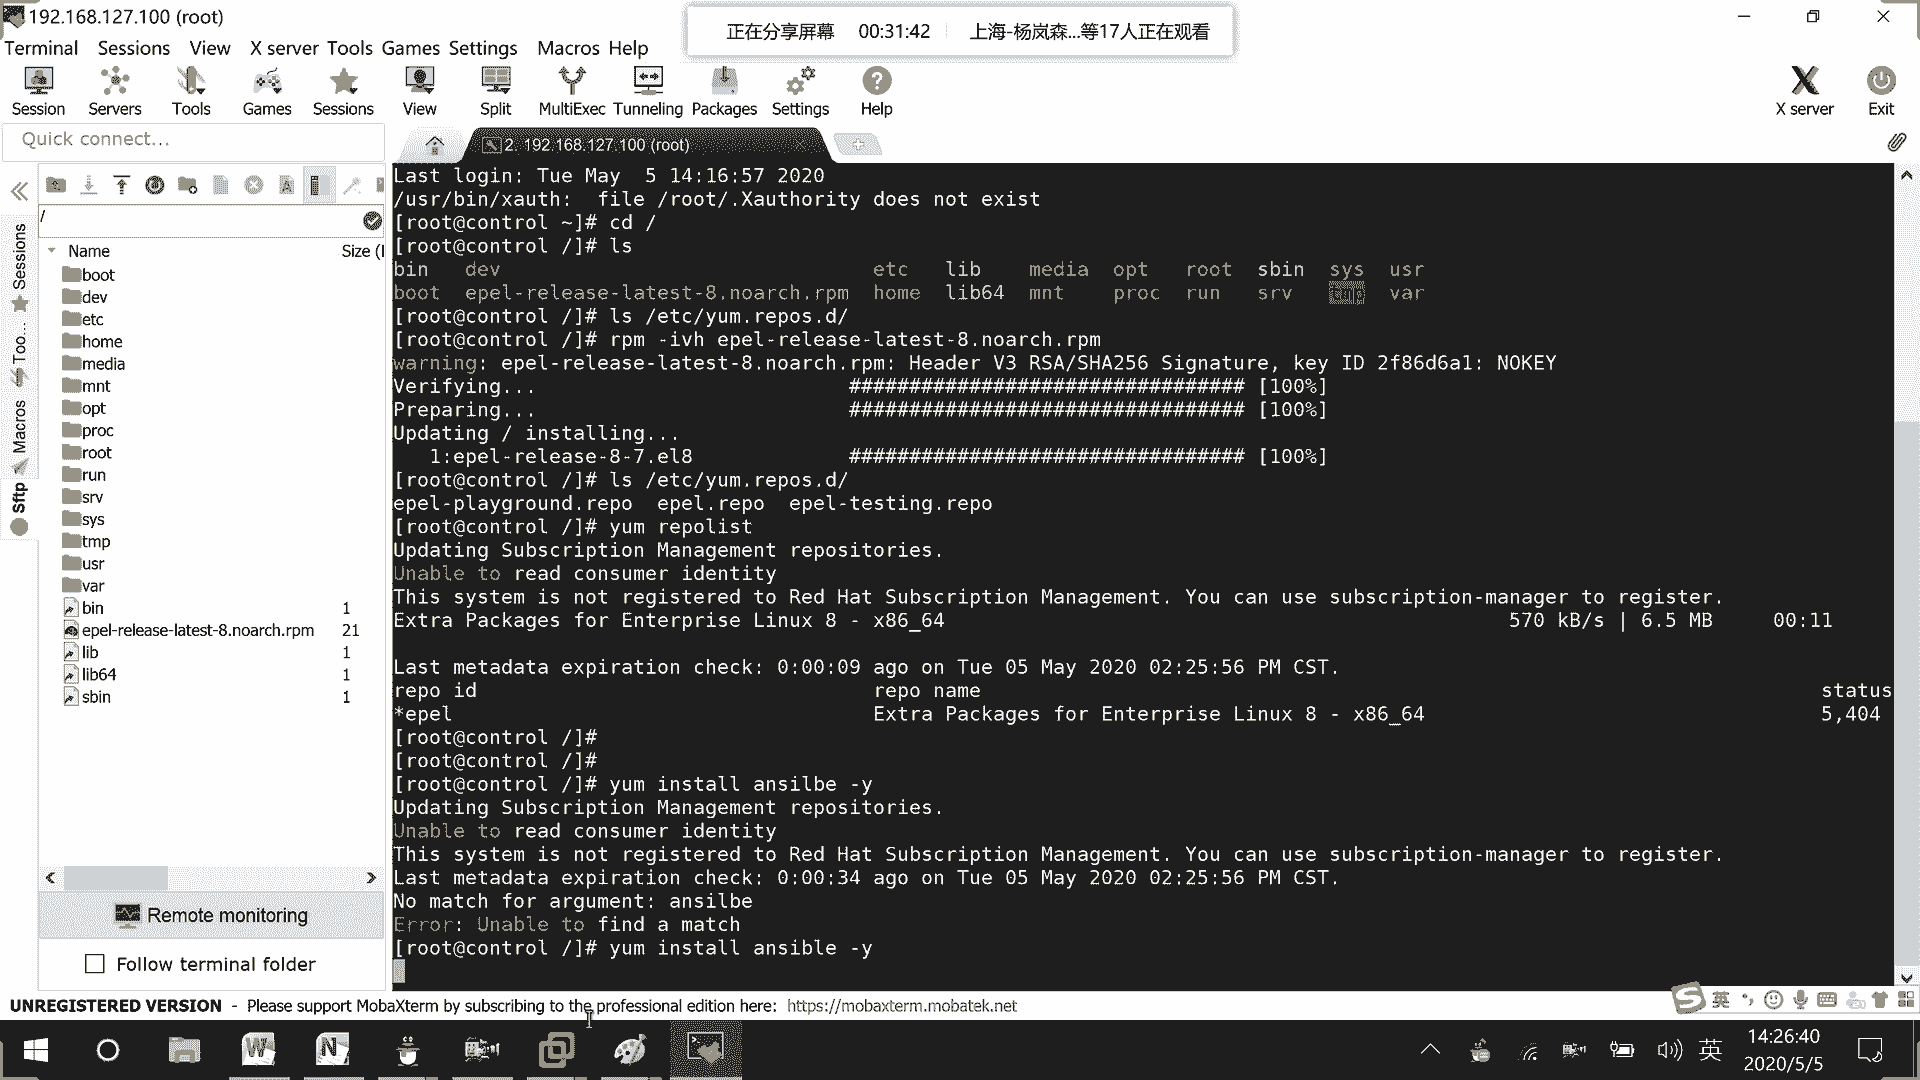 192.168.127.100 (root)
正在分享屏幕 00:31:42 上海-杨岚森...等17人正在观看
Terminal Sessions View X server Tools Games Settings Macros Help
Session Servers Tools Games Sessions View Split MultiExec Tunneling Packages Settings Help X server Exit
Quick connect...
2. 192.168.127.100 (root)
/
Name Size (
boot
dev
etc
home
media
mnt
opt
proc
root
run
srv
sys
tmp
usr
var
bin 1
epel-release-latest-8.noarch.rpm 21
lib 1
lib64 1
sbin 1
Sessions
Too...
Macros
Sftp
Remote monitoring
Follow terminal folder
Last login: Tue May  5 14:16:57 2020
/usr/bin/xauth:  file /root/.Xauthority does not exist
[root@control ~]# cd /
[root@control /]# ls
bin dev etc lib media opt root sbin sys usr
boot epel-release-latest-8.noarch.rpm home lib64 mnt proc run srv tmp var
[root@control /]# ls /etc/yum.repos.d/
[root@control /]# rpm -ivh epel-release-latest-8.noarch.rpm
warning: epel-release-latest-8.noarch.rpm: Header V3 RSA/SHA256 Signature, key ID 2f86d6a1: NOKEY
Verifying... ################################# [100%]
Preparing... ################################# [100%]
Updating / installing...
1:epel-release-8-7.el8 ################################# [100%]
[root@control /]# ls /etc/yum.repos.d/
epel-playground.repo epel.repo epel-testing.repo
[root@control /]# yum repolist
Updating Subscription Management repositories.
Unable to read consumer identity
This system is not registered to Red Hat Subscription Management. You can use subscription-manager to register.
Extra Packages for Enterprise Linux 8 - x86_64 570 kB/s | 6.5 MB 00:11
Last metadata expiration check: 0:00:09 ago on Tue 05 May 2020 02:25:56 PM CST.
repo id repo name status
*epel Extra Packages for Enterprise Linux 8 - x86_64 5,404
[root@control /]#
[root@control /]#
[root@control /]# yum install ansilbe -y
Updating Subscription Management repositories.
Unable to read consumer identity
This system is not registered to Red Hat Subscription Management. You can use subscription-manager to register.
Last metadata expiration check: 0:00:34 ago on Tue 05 May 2020 02:25:56 PM CST.
No match for argument: ansilbe
Error: Unable to find a match
[root@control /]# yum install ansible -y
UNREGISTERED VERSION - Please support MobaXterm by subscribing to the professional edition here: https://mobaxterm.mobatek.net
英
英
14:26:40
2020/5/5